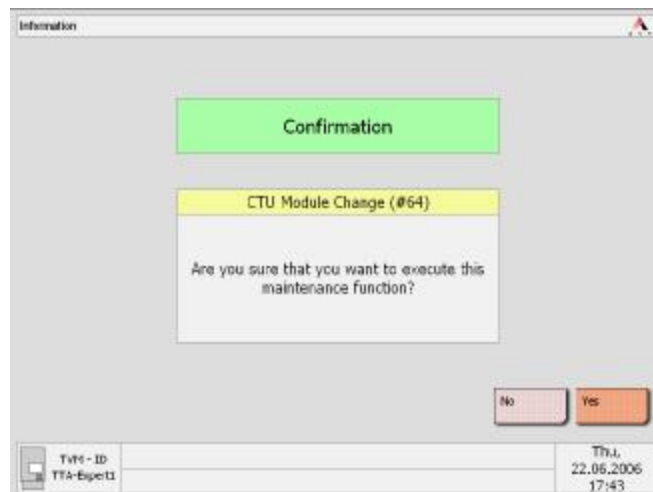 Information
Confirmation
CTU Module Change (#64)
Are you sure that you want to execute this
maintenance function?
No
Yes
TVM - ID
TTA-Expert1
Thu,
22.06.2006
17:43